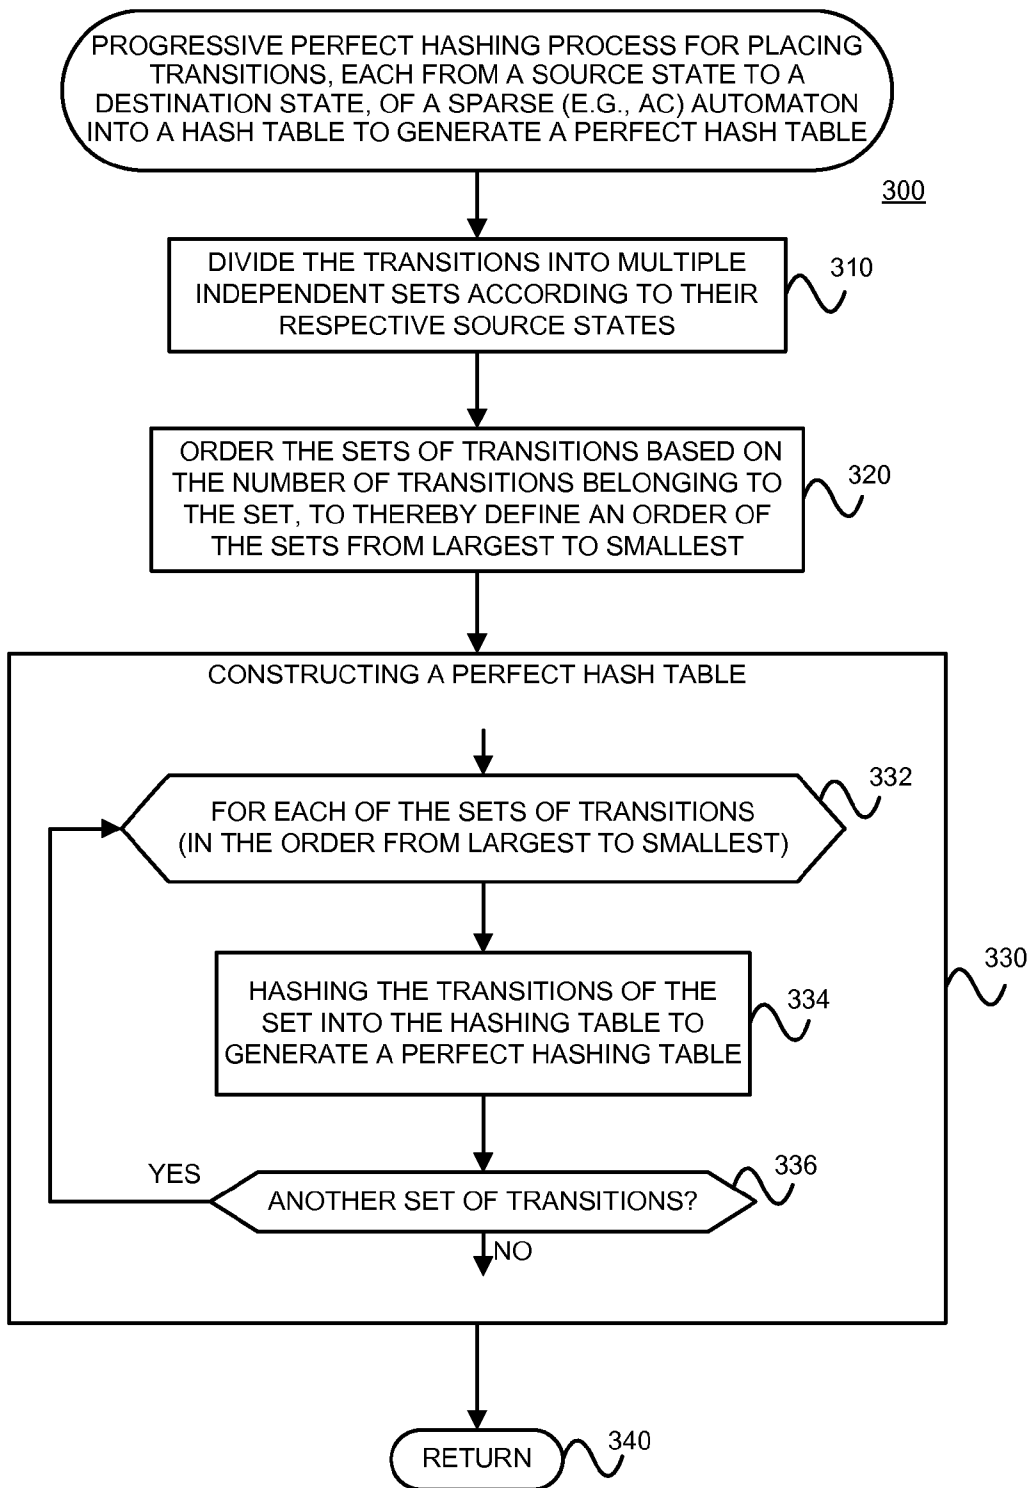 PROGRESSIVE PERFECT HASHING PROCESS FOR PLACING
TRANSITIONS, EACH FROM A SOURCE STATE TO A
DESTINATION STATE, OF A SPARSE (E.G., AC) AUTOMATON
INTO A HASH TABLE TO GENERATE A PERFECT HASH TABLE
300
DIVIDE THE TRANSITIONS INTO MULTIPLE
INDEPENDENT SETS ACCORDING TO THEIR
RESPECTIVE SOURCE STATES
310
ORDER THE SETS OF TRANSITIONS BASED ON
THE NUMBER OF TRANSITIONS BELONGING TO
THE SET, TO THEREBY DEFINE AN ORDER OF
THE SETS FROM LARGEST TO SMALLEST
320
CONSTRUCTING A PERFECT HASH TABLE
FOR EACH OF THE SETS OF TRANSITIONS
(IN THE ORDER FROM LARGEST TO SMALLEST)
332
HASHING THE TRANSITIONS OF THE
SET INTO THE HASHING TABLE TO
GENERATE A PERFECT HASHING TABLE
334
330
YES
ANOTHER SET OF TRANSITIONS?
336
NO
RETURN
340